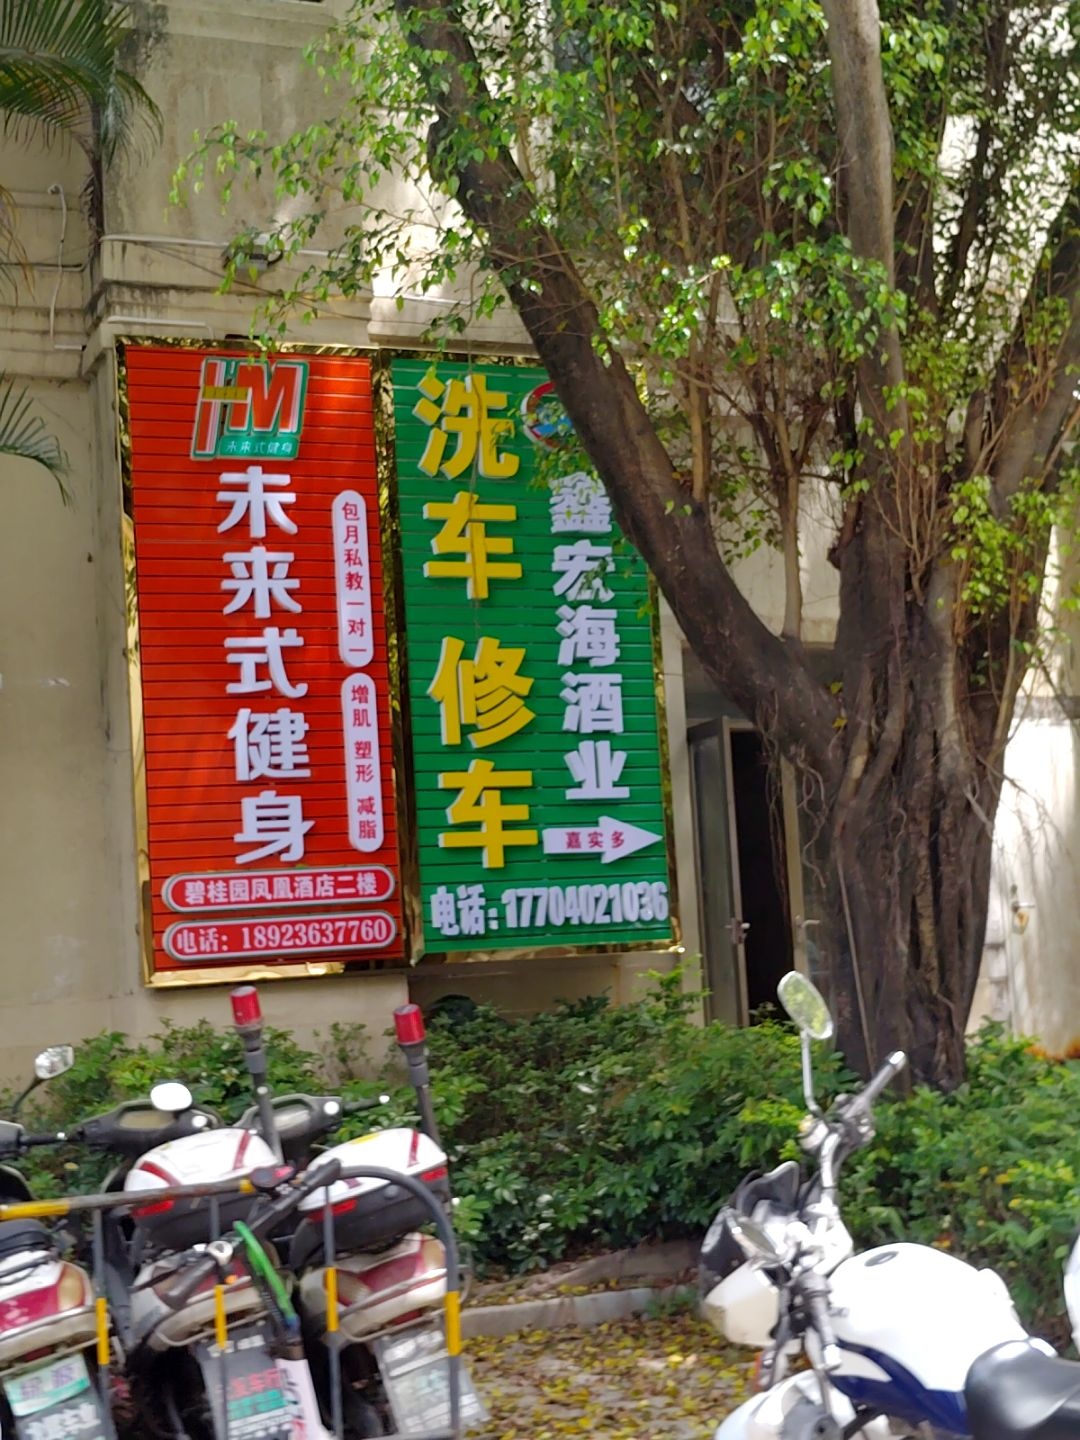 HM
未来式健身
未来式健身
包月私教一对一
增肌 塑形 减脂
碧桂园凤凰酒店二楼
电话：18923637760
洗车 修车
鑫宏海酒业
嘉实多
电话：17704021036